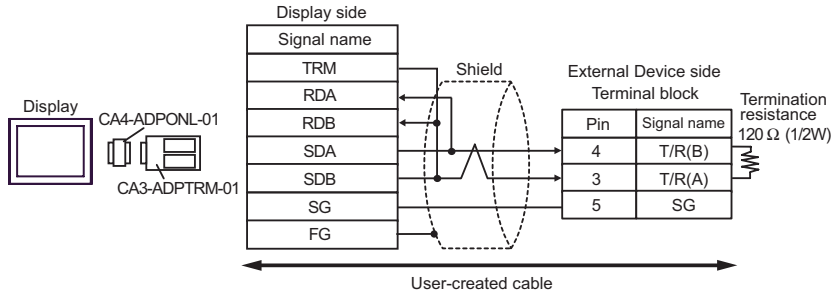 Display side
Signal name
TRM
RDA
RDB
SDA
SDB
SG
FG
Shield
External Device side
Terminal block
Pin Signal name
4 T/R(B)
3 T/R(A)
5 SG
Termination
resistance
120 Ω (1/2W)
Display
CA4-ADPONL-01
CA3-ADPTRM-01
User-created cable